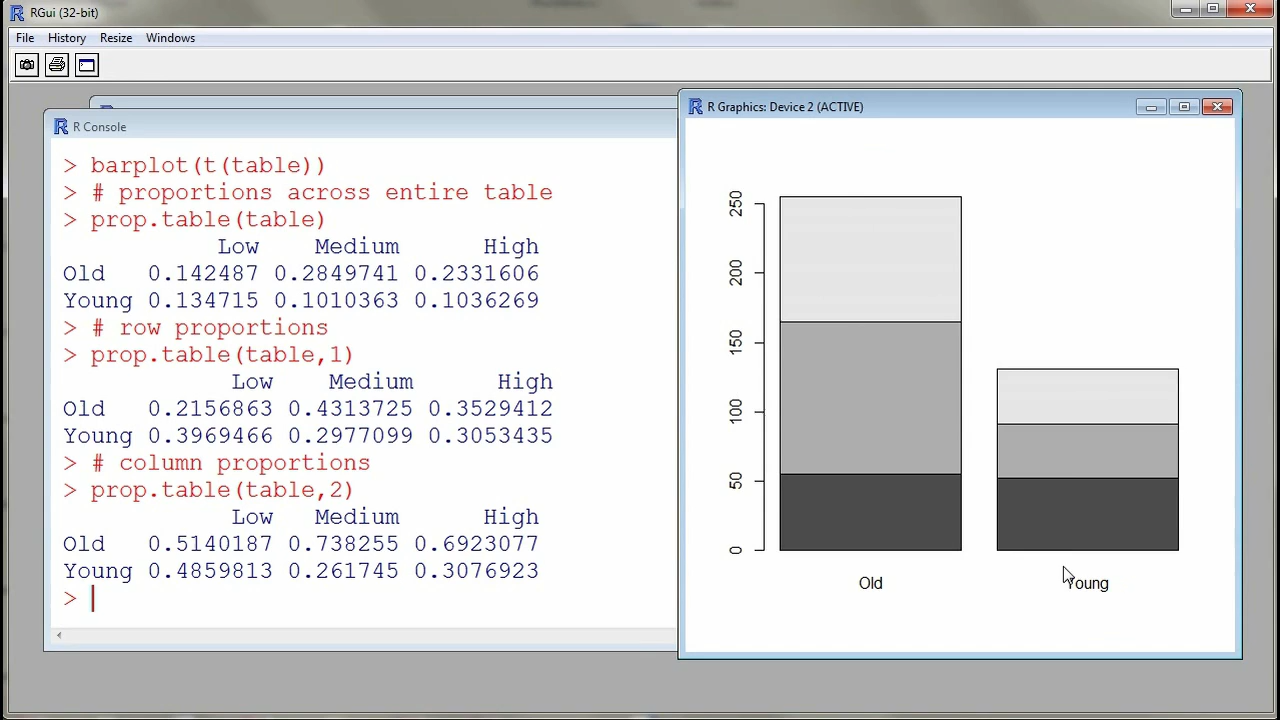 RGui (32-bit)
File History Resize Windows
R Console
> barplot(t(table))
> # proportions across entire table
> prop.table(table)
Low Medium High
Old 0.142487 0.2849741 0.2331606
Young 0.134715 0.1010363 0.1036269
> # row proportions
> prop.table(table,1)
Low Medium High
Old 0.2156863 0.4313725 0.3529412
Young 0.3969466 0.2977099 0.3053435
> # column proportions
> prop.table(table,2)
Low Medium High
Old 0.5140187 0.738255 0.6923077
Young 0.4859813 0.261745 0.3076923
>
R Graphics: Device 2 (ACTIVE)
250
200
150
100
50
0
Old Young